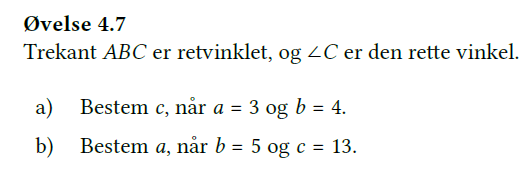 Øvelse 4.7
Trekant ABC er retvinklet, og ∠C er den rette vinkel.
a) Bestem c, når a = 3 og b = 4.
b) Bestem a, når b = 5 og c = 13.